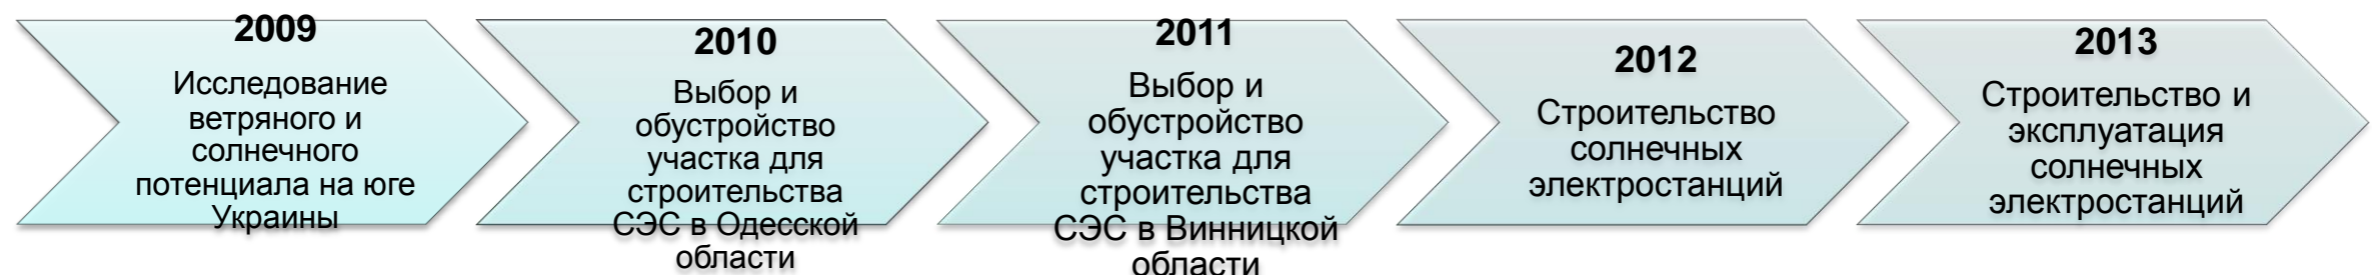 2009
Исследование
ветряного и
солнечного
потенциала на юге
Украины
2010
Выбор и
обустройство
участка для
строительства
СЭС в Одесской
области
2011
Выбор и
обустройство
участка для
строительства
СЭС в Винницкой
области
2012
Строительство
солнечных
электростанций
2013
Строительство и
эксплуатация
солнечных
электростанций